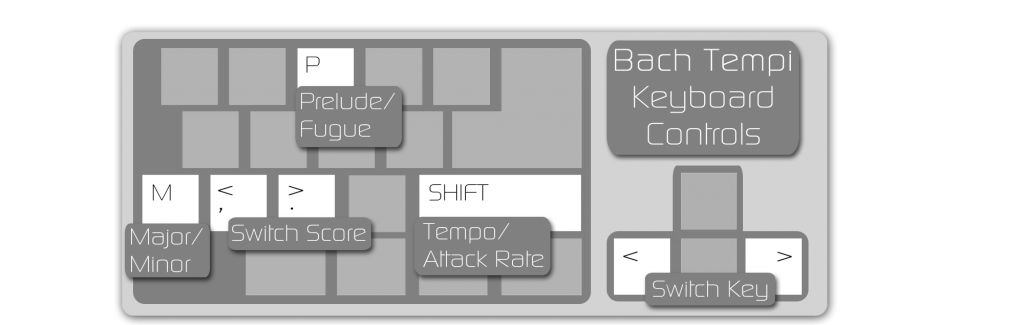 P
Prelude/
Fugue
Bach Tempi
Keyboard
Controls
M
<
,
>
.
SHIFT
Major/
Minor
Switch Score
Tempo/
Attack Rate
<
>
Switch Key